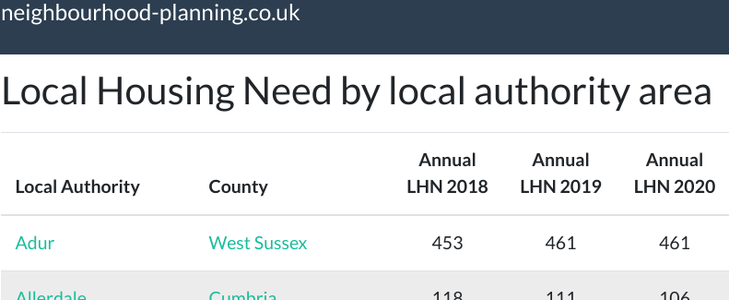 neighbourhood-planning.co.uk
Local Housing Need by local authority area
Local Authority County Annual LHN 2018 Annual LHN 2019 Annual LHN 2020
Adur West Sussex 453 461 461
Allerdale Cumbria 118 111 106